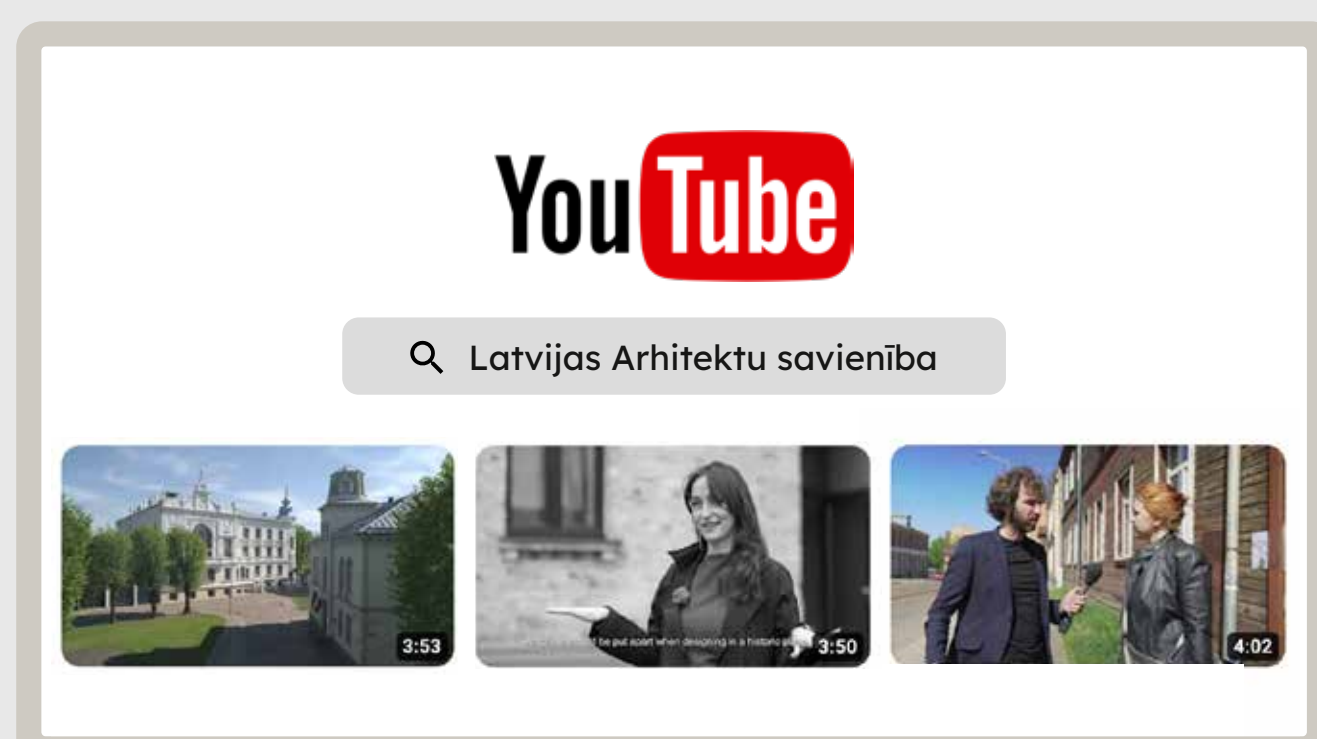 YouTube
Latvijas Arhitektu savienība
be put apart when designing in a historic
3:53
3:50
4:02